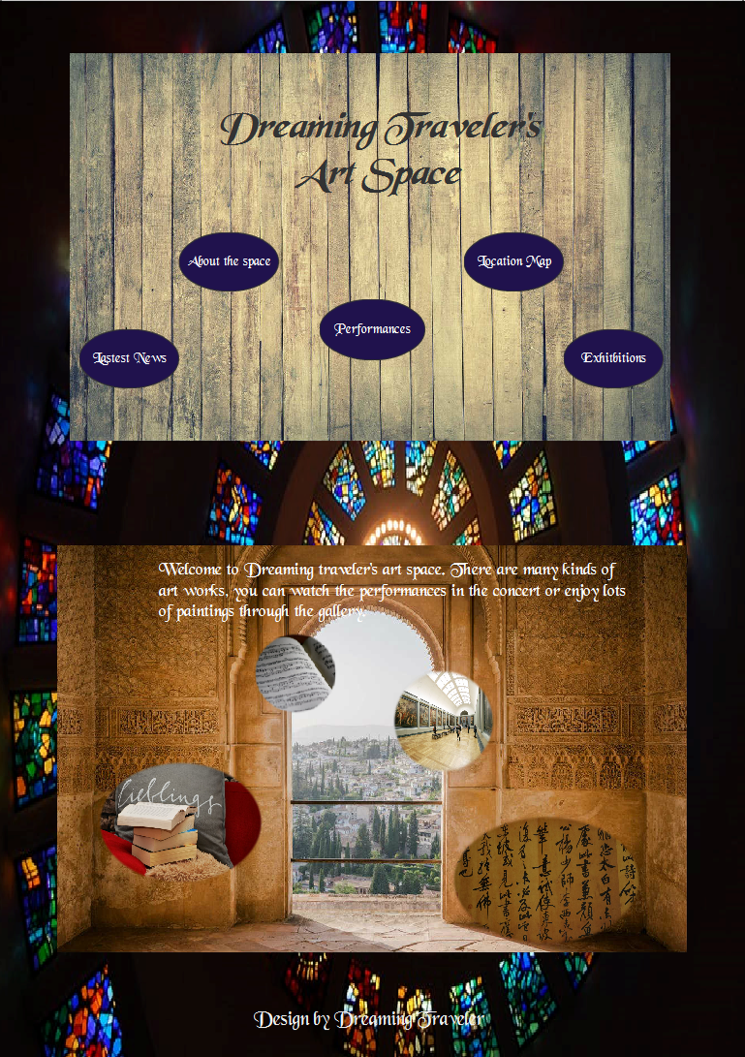 Dreaming Traveler's
Art Space
About the space
Location Map
Performances
Lastest News
Exhitbitions
Welcome to Dreaming traveler's art space. There are many kinds of
art works, you can watch the performances in the concert or enjoy lots
of paintings through the gallery.
lieblings
Design by Dreaming Traveler